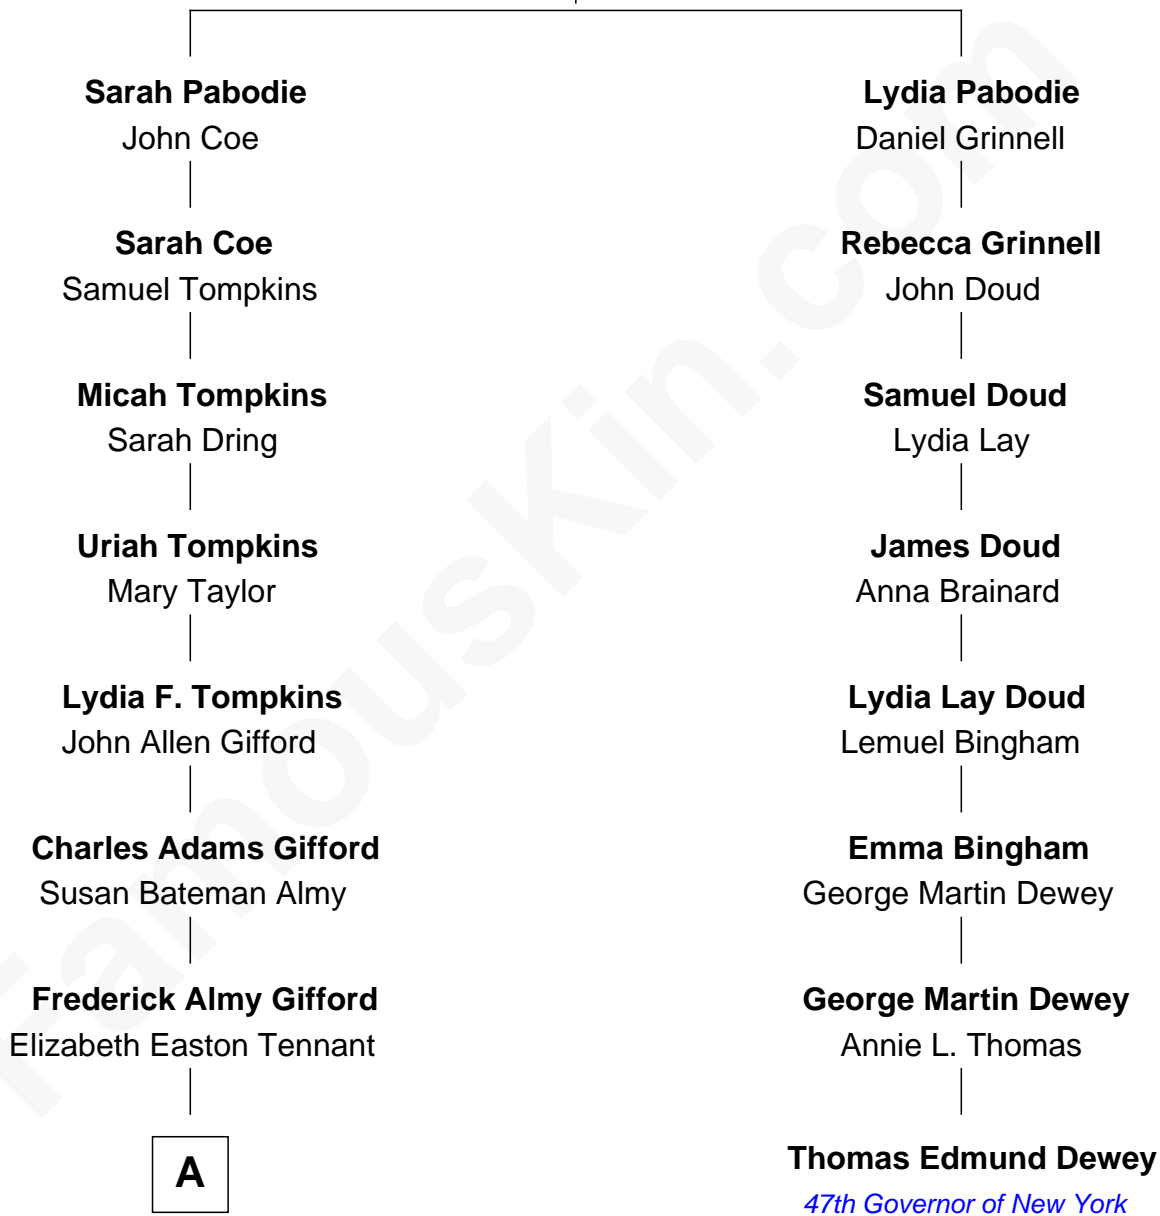 Sarah Pabodie
John Coe
Lydia Pabodie
Daniel Grinnell
Sarah Coe
Samuel Tompkins
Rebecca Grinnell
John Doud
Micah Tompkins
Sarah Dring
Samuel Doud
Lydia Lay
Uriah Tompkins
Mary Taylor
James Doud
Anna Brainard
Lydia F. Tompkins
John Allen Gifford
Lydia Lay Doud
Lemuel Bingham
Charles Adams Gifford
Susan Bateman Almy
Emma Bingham
George Martin Dewey
Frederick Almy Gifford
Elizabeth Easton Tennant
George Martin Dewey
Annie L. Thomas
A
Thomas Edmund Dewey
47th Governor of New York
FamousKin.com